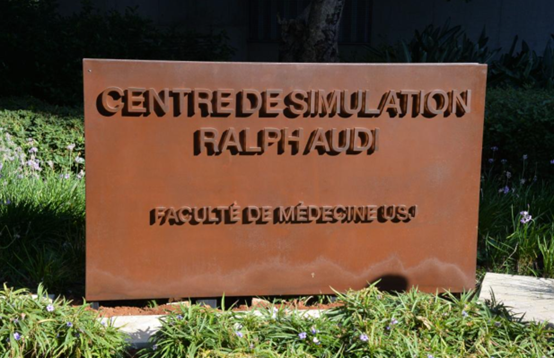 CENTRE DE SIMULATION
RALPH AUDI
FACULTÉ DE MÉDECINE USJ